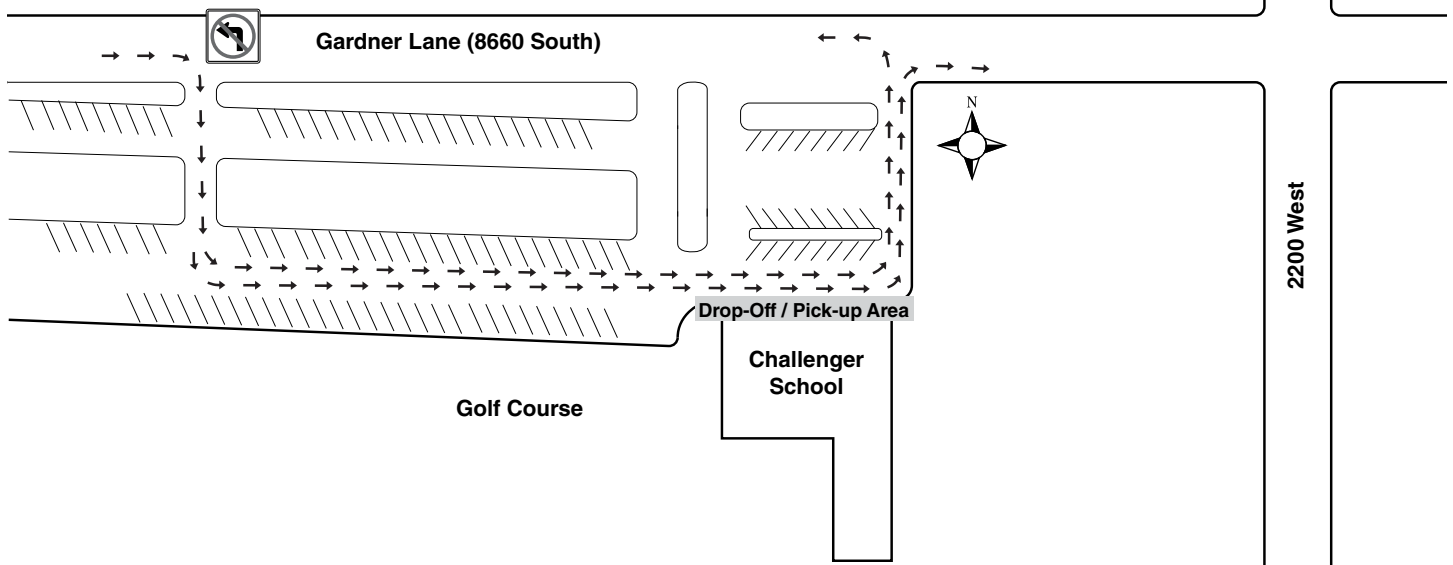 Gardner Lane (8660 South)
N
2200 West
Drop-Off / Pick-up Area
Challenger
School
Golf Course